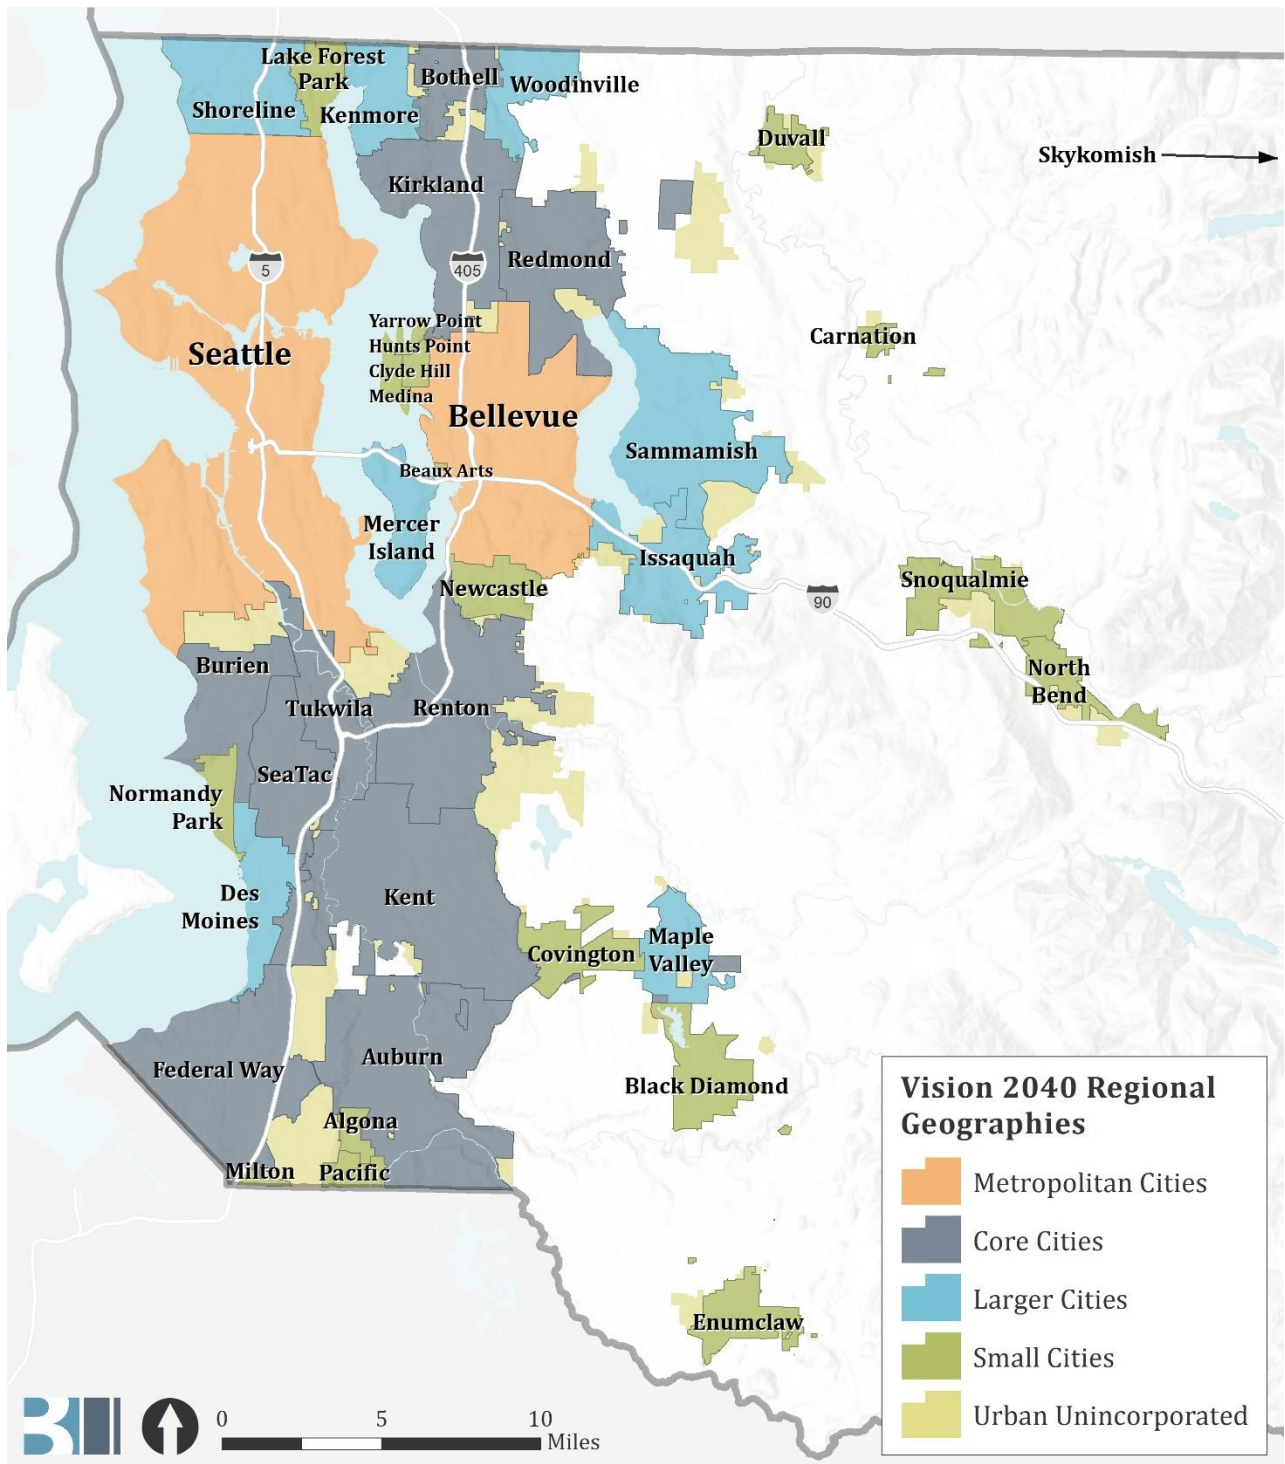 Lake Forest
Park
Bothell
Woodinville
Shoreline
Kenmore
Duvall
Skykomish
Kirkland
Redmond
5
405
Yarrow Point
Hunts Point
Clyde Hill
Medina
Carnation
Seattle
Bellevue
Sammamish
Beaux Arts
Mercer
Island
Issaquah
Newcastle
Snoqualmie
90
Burien
North
Bend
Tukwila
Renton
SeaTac
Normandy
Park
Des
Moines
Kent
Covington
Maple
Valley
Federal Way
Auburn
Black Diamond
Algona
Milton
Pacific
Enumclaw
Vision 2040 Regional
Geographies
Metropolitan Cities
Core Cities
Larger Cities
Small Cities
Urban Unincorporated
0 5 10
Miles